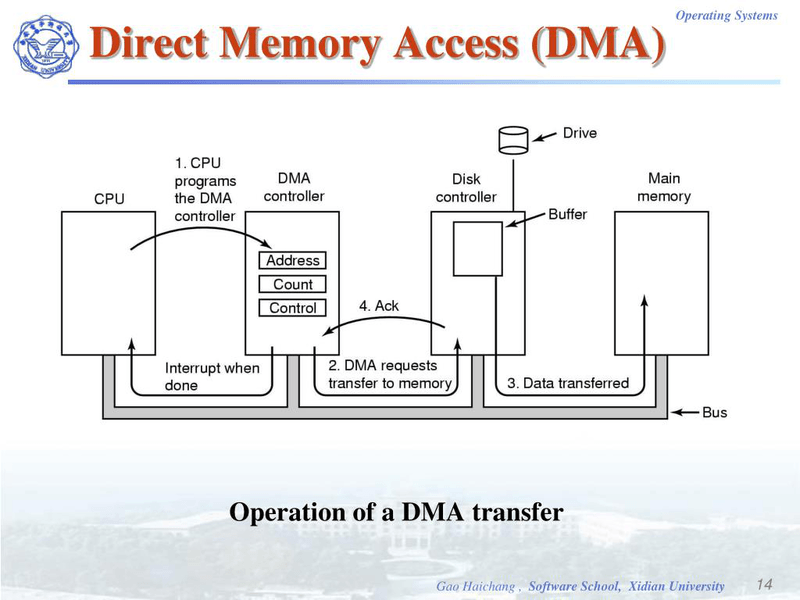 Operating Systems
Direct Memory Access (DMA)
Drive
1. CPU
programs
the DMA
controller
CPU
DMA
controller
Disk
controller
Main
memory
Buffer
Address
Count
Control
4. Ack
Interrupt when
done
2. DMA requests
transfer to memory
3. Data transferred
Bus
Operation of a DMA transfer
Gao Haichang , Software School, Xidian University
14